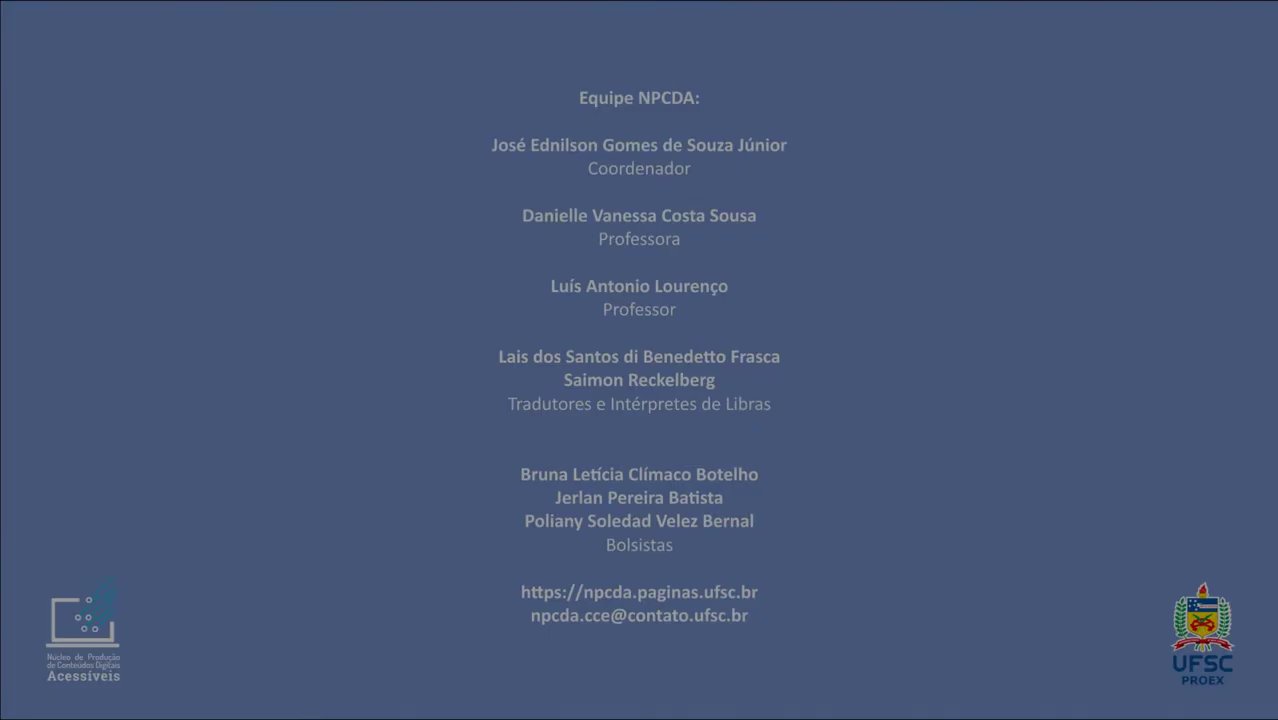 Equipe NPCDA:
José Ednilson Gomes de Souza Júnior
Coordenador
Danielle Vanessa Costa Sousa
Professora
Luís Antonio Lourenço
Professor
Lais dos Santos di Benedetto Frasca
Saimon Reckelberg
Tradutores e Intérpretes de Libras
Bruna Letícia Clímaco Botelho
Jerlan Pereira Batista
Poliany Soledad Velez Bernal
Bolsistas
https://npcda.paginas.ufsc.br
npcda.cce@contato.ufsc.br
Núcleo de Produção
de Conteúdos Digitais
Acessíveis
UFSC
PROEX